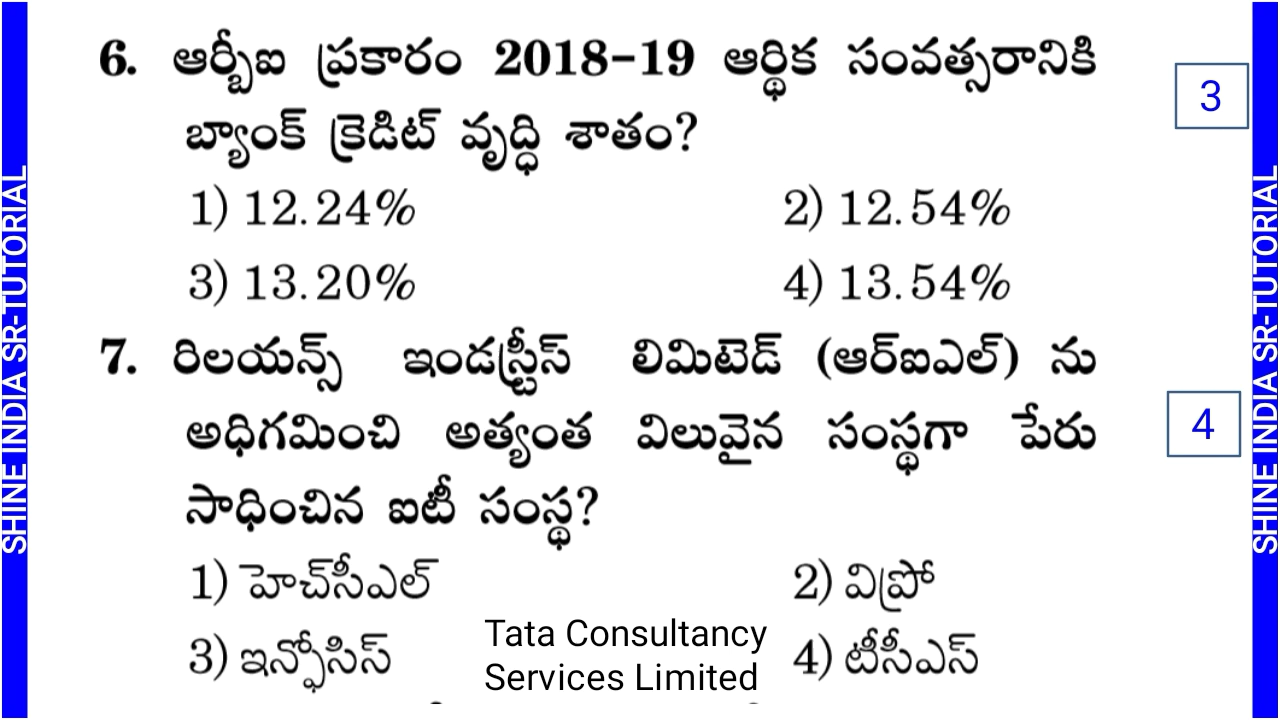 6. ఆర్బీఐ ప్రకారం 2018-19 ఆర్థిక సంవత్సరానికి
బ్యాంక్ క్రెడిట్ వృద్ధి శాతం?
3
1) 12.24% 2) 12.54%
3) 13.20% 4) 13.54%
7. రిలయన్స్ ఇండస్ట్రీస్ లిమిటెడ్ (ఆర్ఐఎల్) ను
అధిగమించి అత్యంత విలువైన సంస్థగా పేరు
సాధించిన ఐటీ సంస్థ?
4
1) హెచ్‌సీఎల్ 2) విప్రో
3) ఇన్ఫోసిస్ 4) టీసీఎస్
Tata Consultancy
Services Limited
SHINE INDIA SR-TUTORIAL
SHINE INDIA SR-TUTORIAL